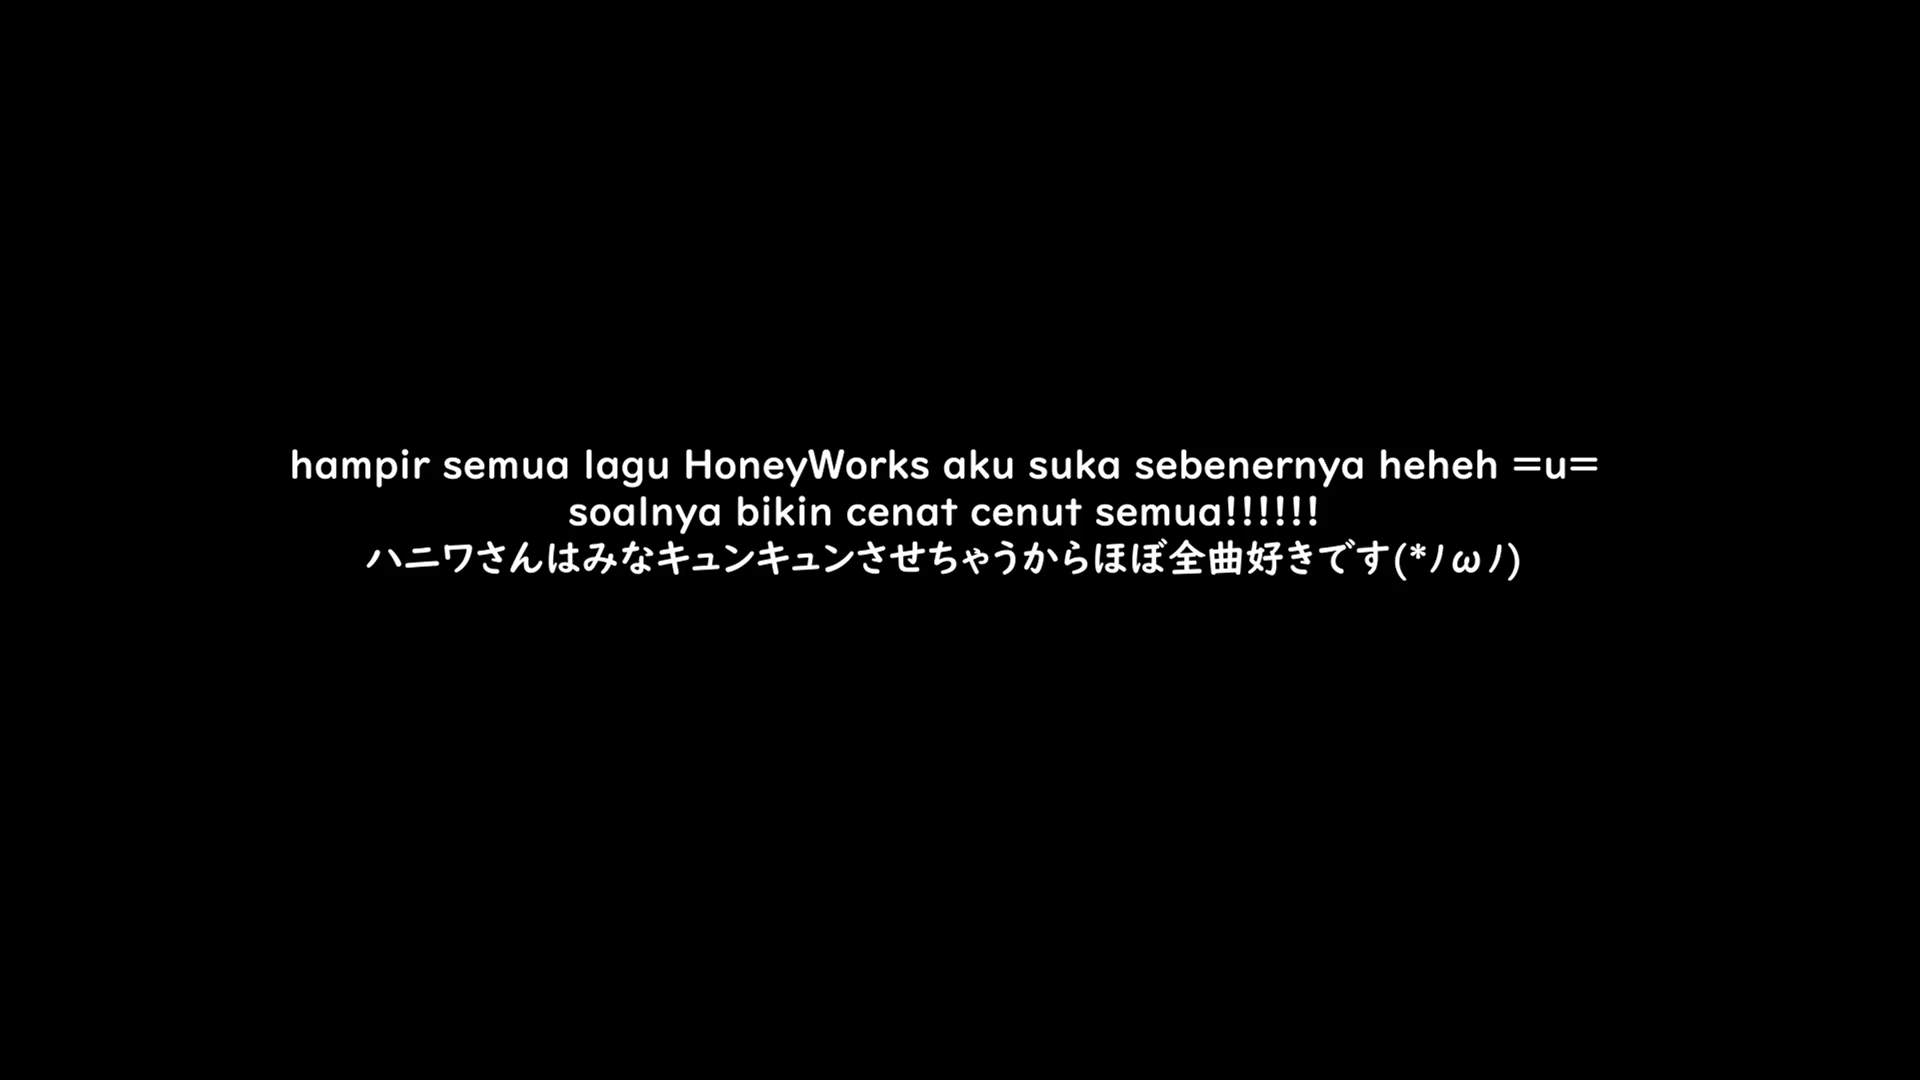 hampir semua lagu HoneyWorks aku suka sebenernya heheh =u=
soalnya bikin cenat cenut semua!!!!!!
ハニワさんはみなキュンキュンさせちゃうからほぼ全曲好きです(*ﾉωﾉ)